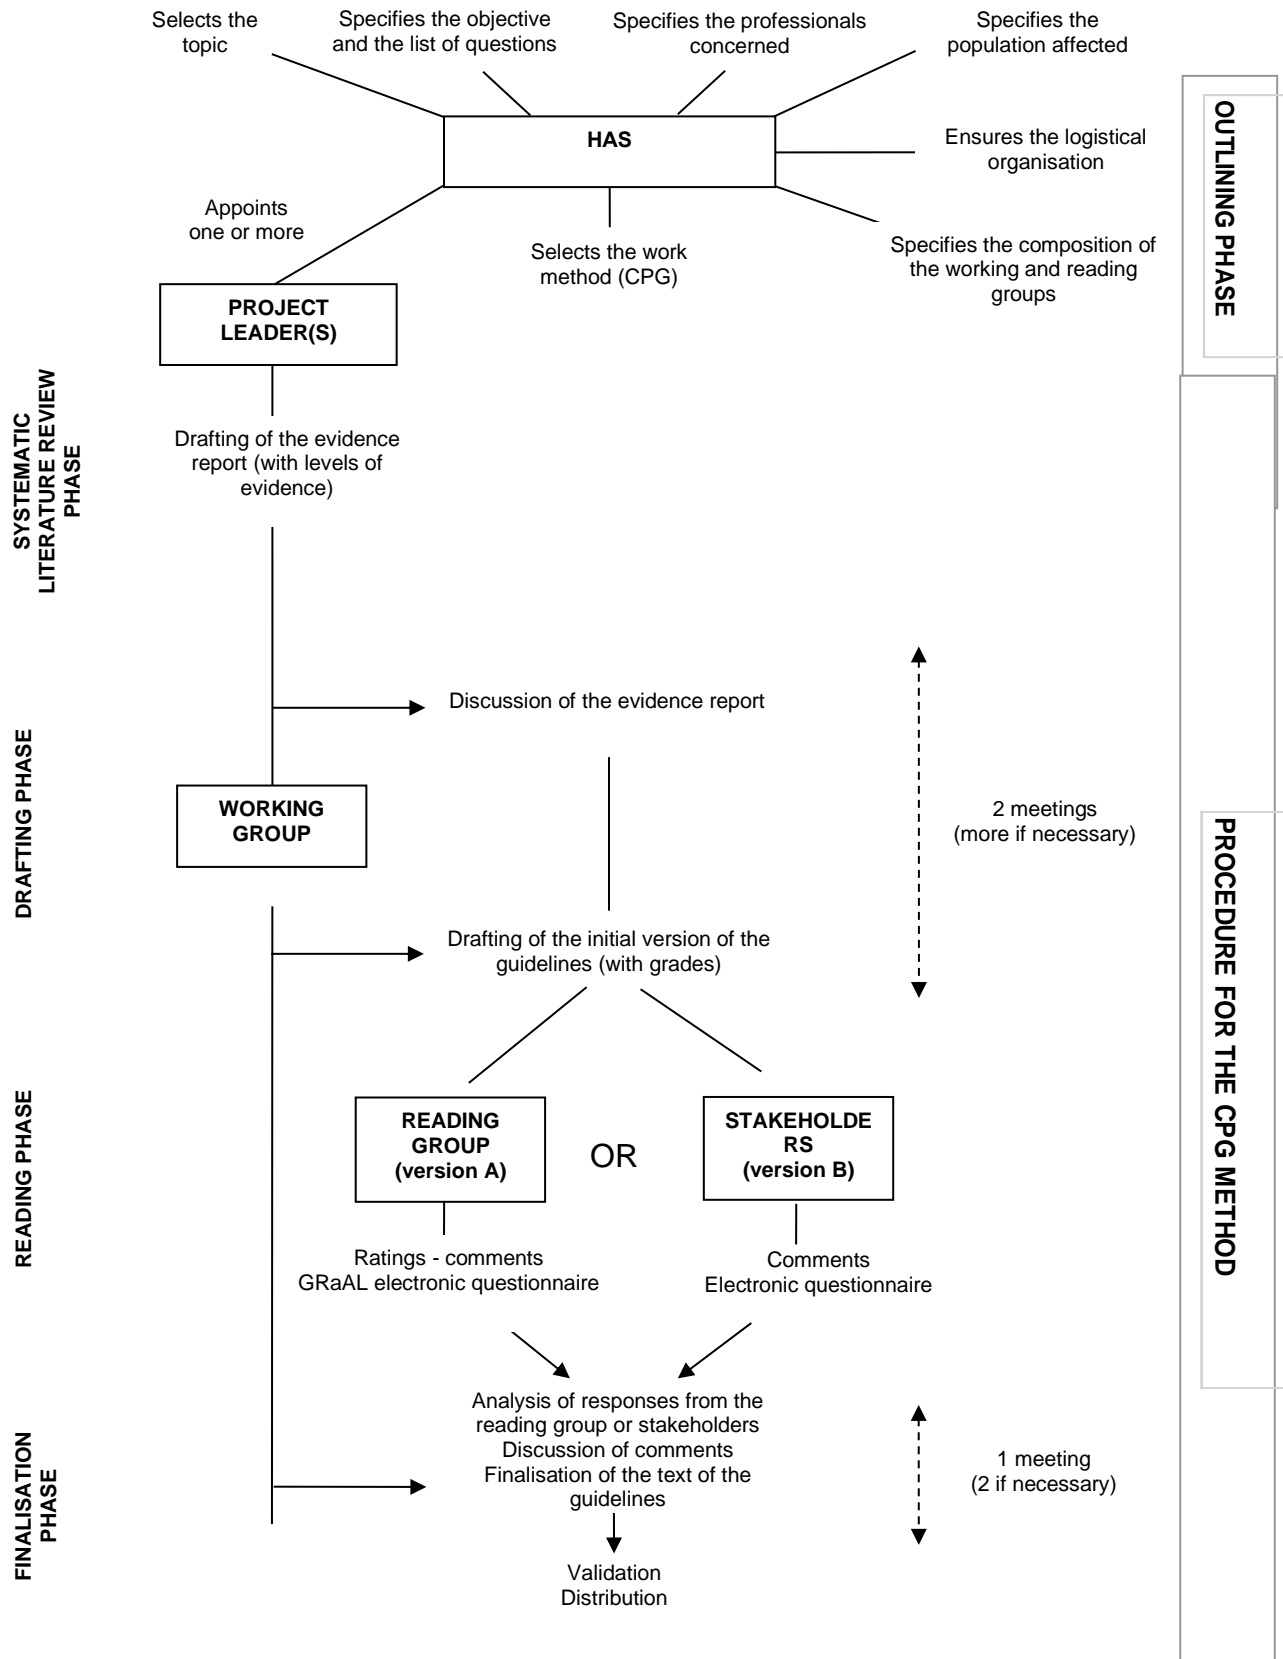 Selects the
topic
Specifies the objective
and the list of questions
Specifies the professionals
concerned
Specifies the
population affected
HAS
Ensures the logistical
organisation
OUTLINING PHASE
Appoints
one or more
Selects the work
method (CPG)
Specifies the composition of
the working and reading
groups
PROJECT
LEADER(S)
SYSTEMATIC
LITERATURE REVIEW
PHASE
Drafting of the evidence
report (with levels of
evidence)
Discussion of the evidence report
DRAFTING PHASE
WORKING
GROUP
2 meetings
(more if necessary)
PROCEDURE FOR THE CPG METHOD
Drafting of the initial version of the
guidelines (with grades)
READING PHASE
READING
GROUP
(version A)
OR
STAKEHOLDE
RS
(version B)
Ratings - comments
GRaAL electronic questionnaire
Comments
Electronic questionnaire
FINALISATION
PHASE
Analysis of responses from the
reading group or stakeholders
Discussion of comments
Finalisation of the text of the
guidelines
1 meeting
(2 if necessary)
Validation
Distribution